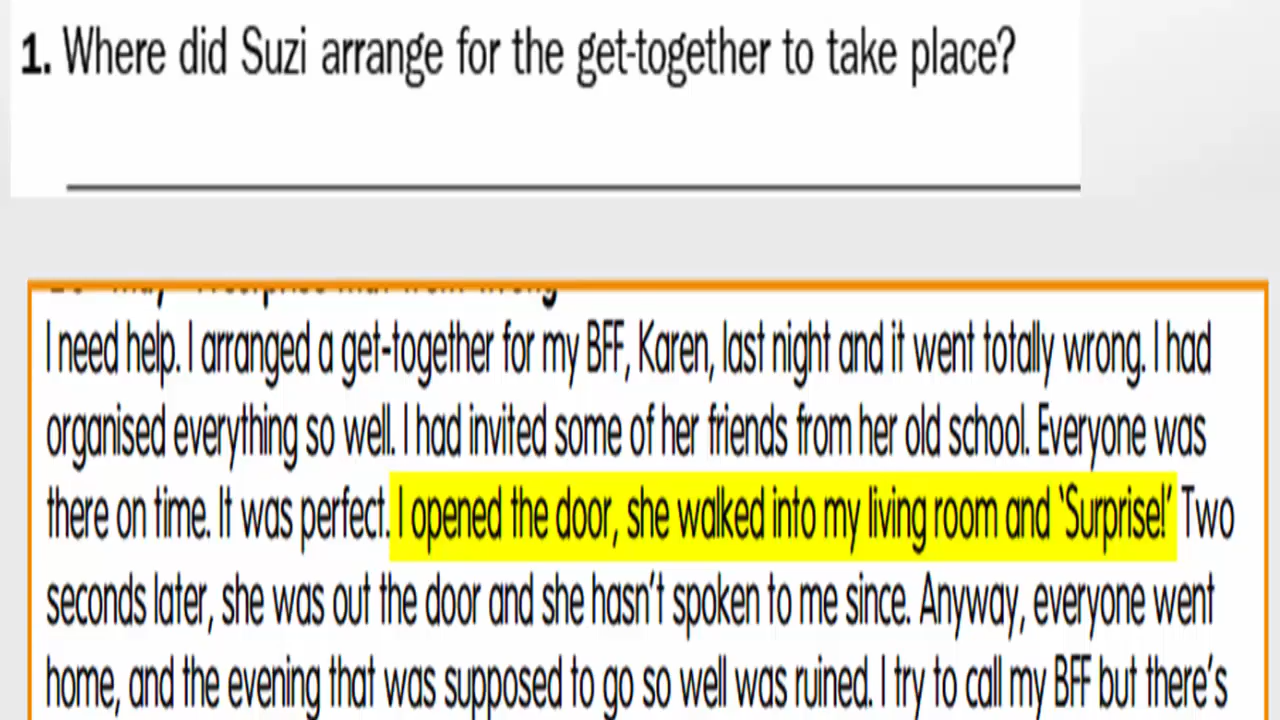 1. Where did Suzi arrange for the get-together to take place?
I need help. I arranged a get-together for my BFF, Karen, last night and it went totally wrong. I had
organised everything so well. I had invited some of her friends from her old school. Everyone was
there on time. It was perfect. I opened the door, she walked into my living room and ‘Surprise!’ Two
seconds later, she was out the door and she hasn’t spoken to me since. Anyway, everyone went
home, and the evening that was supposed to go so well was ruined. I try to call my BFF but there’s